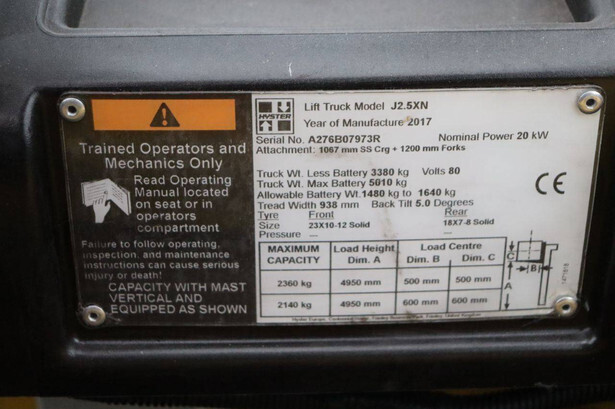 Trained Operators and
Mechanics Only
Read Operating
Manual located
on seat or in
operators
compartment
Failure to follow operating,
inspection, and maintenance
instructions can cause serious
injury or death!
CAPACITY WITH MAST
VERTICAL AND
EQUIPPED AS SHOWN
HYSTER
Lift Truck Model J2.5XN
Year of Manufacture 2017
Serial No. A276B07973R Nominal Power 20 kW
Attachment: 1067 mm SS Crg + 1200 mm Forks
Truck Wt. Less Battery 3380 kg Volts 80
Truck Wt. Max Battery 5010 kg
Allowable Battery Wt. 1480 kg to 1640 kg
Tread Width 938 mm Back Tilt 5.0 Degrees
Tyre Front Rear
Size 23X10-12 Solid 18X7-8 Solid
Pressure — —
CE
MAXIMUM CAPACITY Load Height Dim. A Load Centre Dim. B Dim. C
2360 kg 4950 mm 500 mm 500 mm
2140 kg 4950 mm 600 mm 600 mm
C
B
A